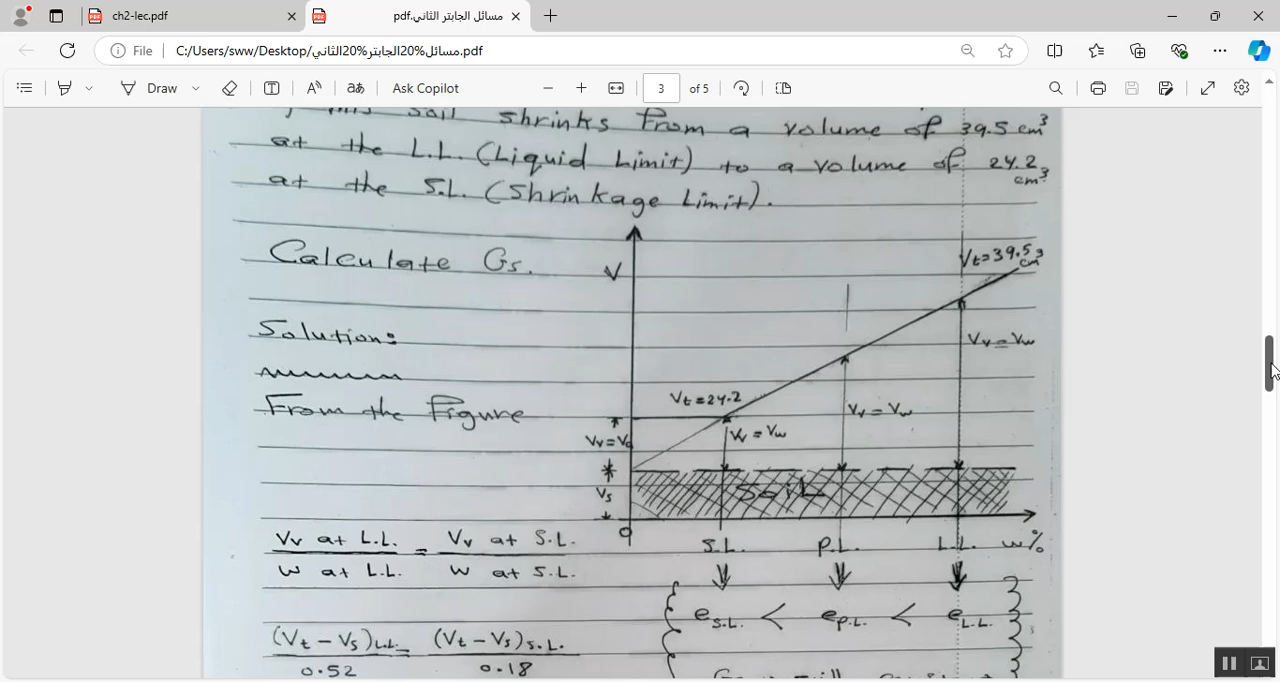 ch2-lec.pdf
مسائل الجابتر الثاني.pdf
File
C:/Users/sww/Desktop/مسائل%20الجابتر%20الثاني.pdf
Draw
aあ
Ask Copilot
3 of 5
soil shrinks from a volume of 39.5 cm³
at the L.L. (Liquid Limit) to a volume of 24.2 cm³
at the S.L. (Shrinkage Limit).
Calculate Gs.
V
Vt=39.5 cm³
Solution:
Vv=Vw
From the Figure
Vt=24.2
Vv=Vw
Vv=Vw
Vs
Soil
0
S.L. P.L. L.L. w%
Vv at L.L. = Vv at S.L.
w at L.L. w at S.L.
eS.L. < eP.L. < eL.L.
(Vt-Vs)L.L. = (Vt-Vs)S.L.
0.52 0.18